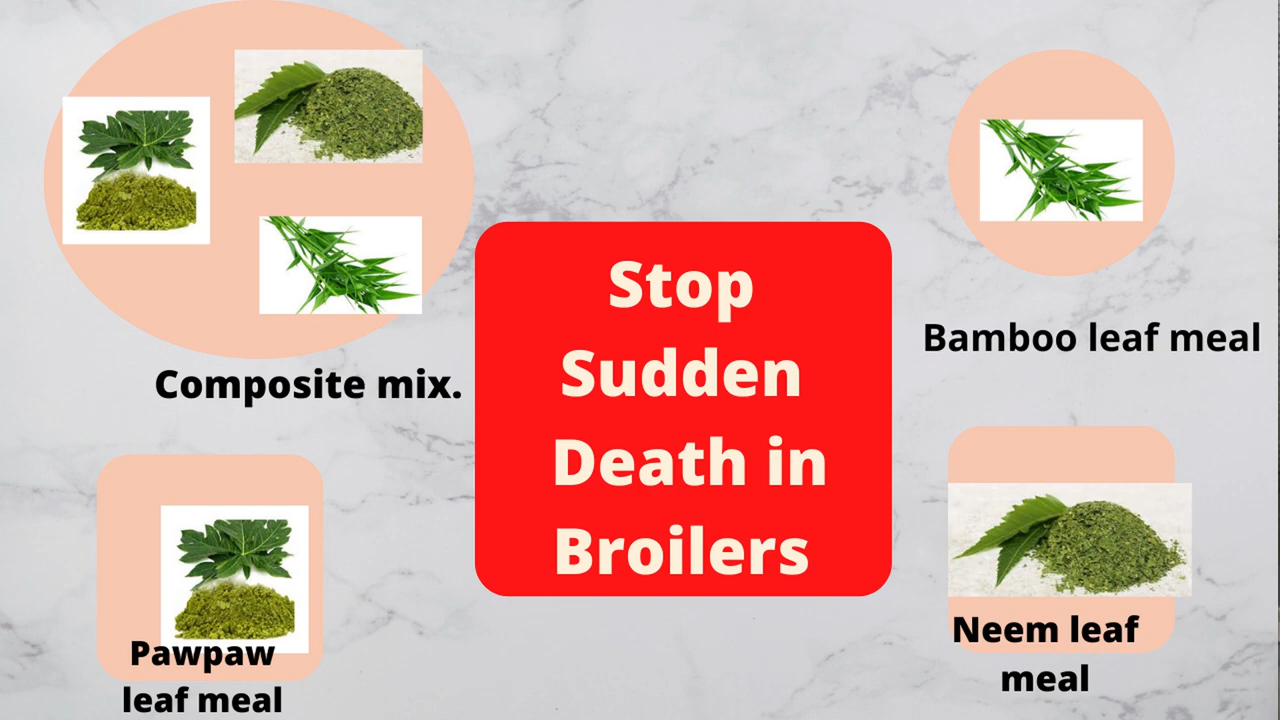 Composite mix.
Pawpaw
leaf meal
Stop
Sudden
Death in
Broilers
Bamboo leaf meal
Neem leaf
meal